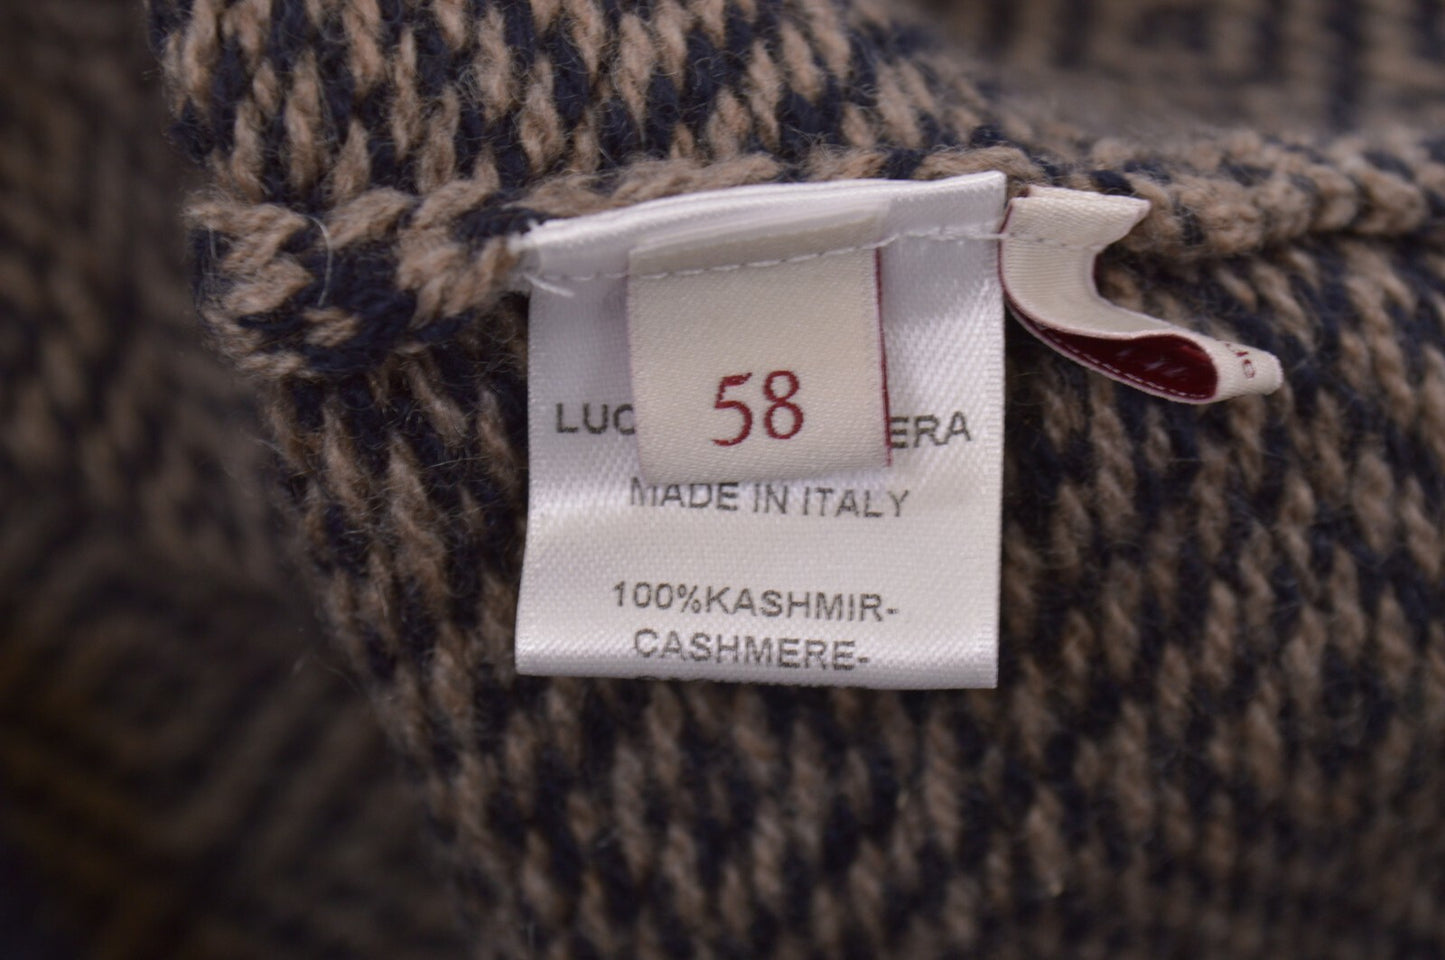 58
MADE IN ITALY
100%KASHMIR-
CASHMERE-